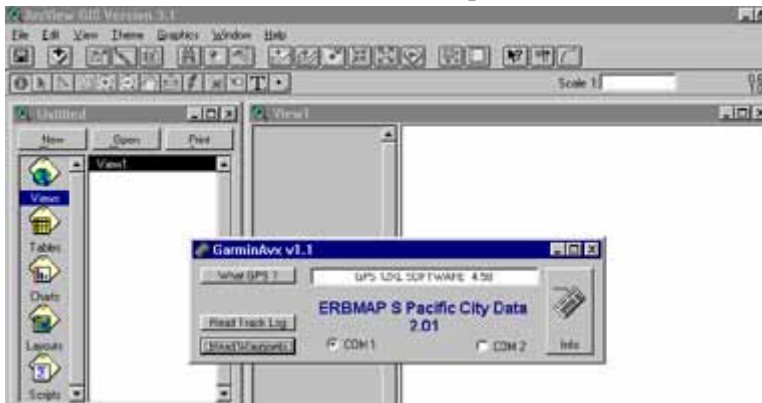 ArcView GIS Version 3.1
File Edit View Theme Graphics Window Help
Scale 1:
Untitled
View1
New Open Print
View1
Views
Tables
Charts
Layouts
Scripts
GarminAvx v1.1
What GPS ?
SOFTWARE 4.58
ERBMAP S Pacific City Data
2.01
Read Track Log
Read Waypoints
COM 1
COM 2
Info